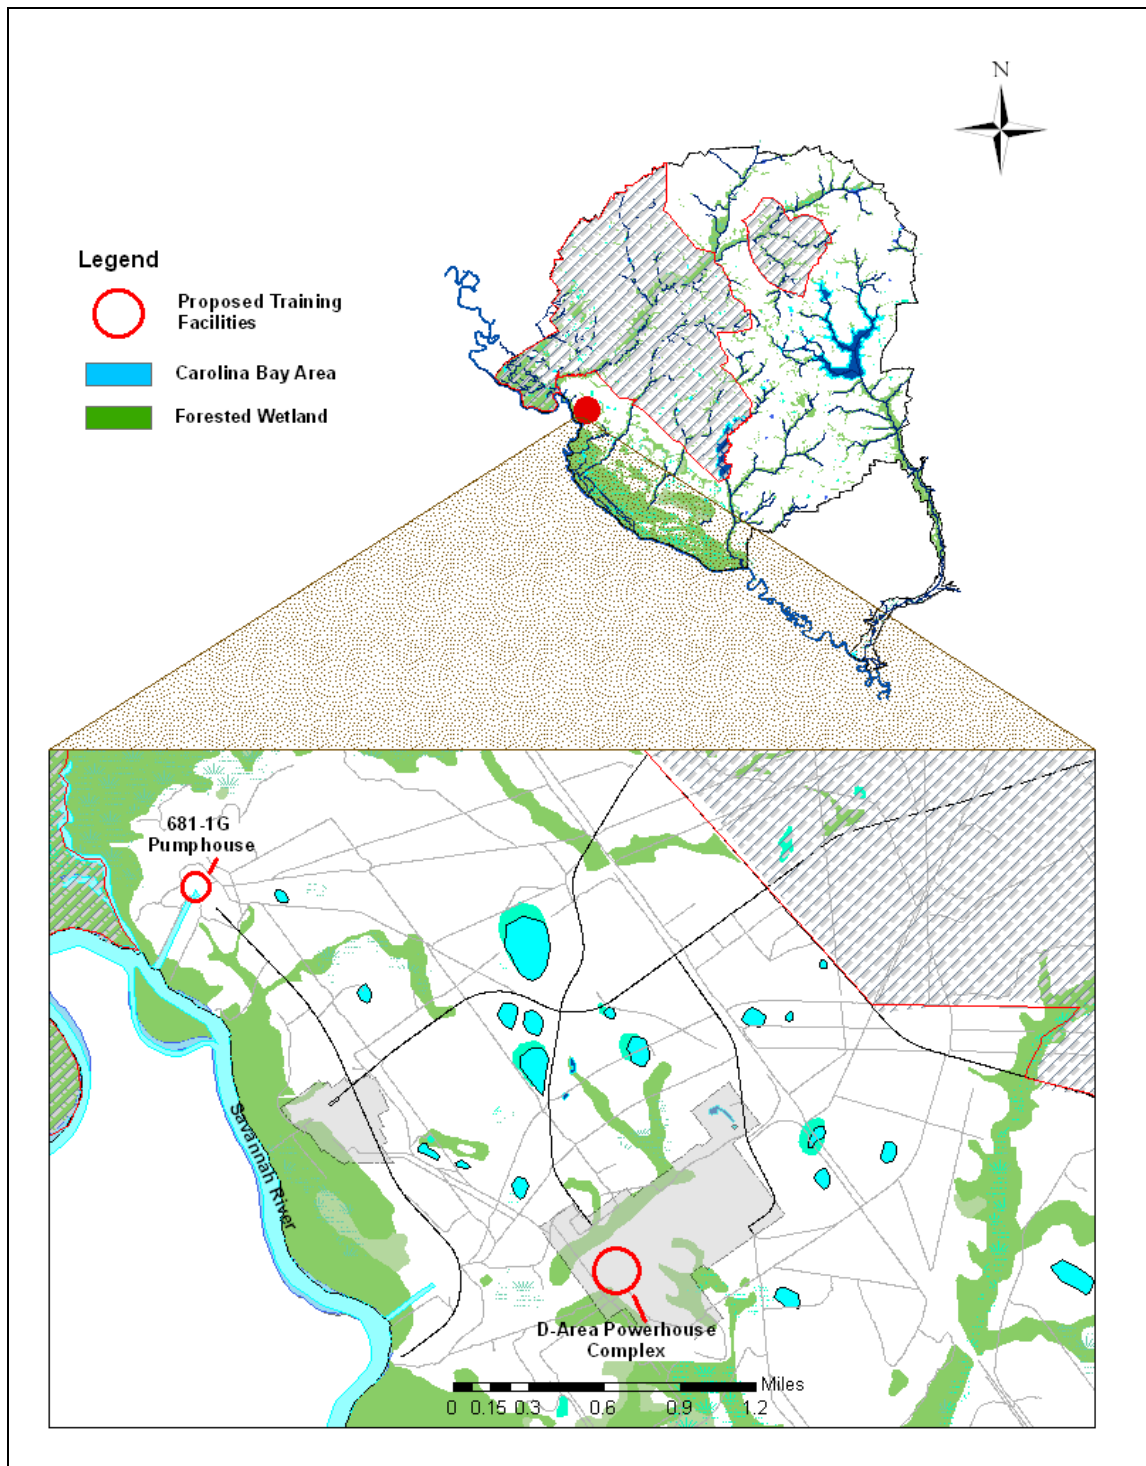 N
Legend
Proposed Training
Facilities
Carolina Bay Area
Forested Wetland
681-1G
Pumphouse
Savannah River
D-Area Powerhouse
Complex
Miles
0 0.15 0.3 0.6 0.9 1.2